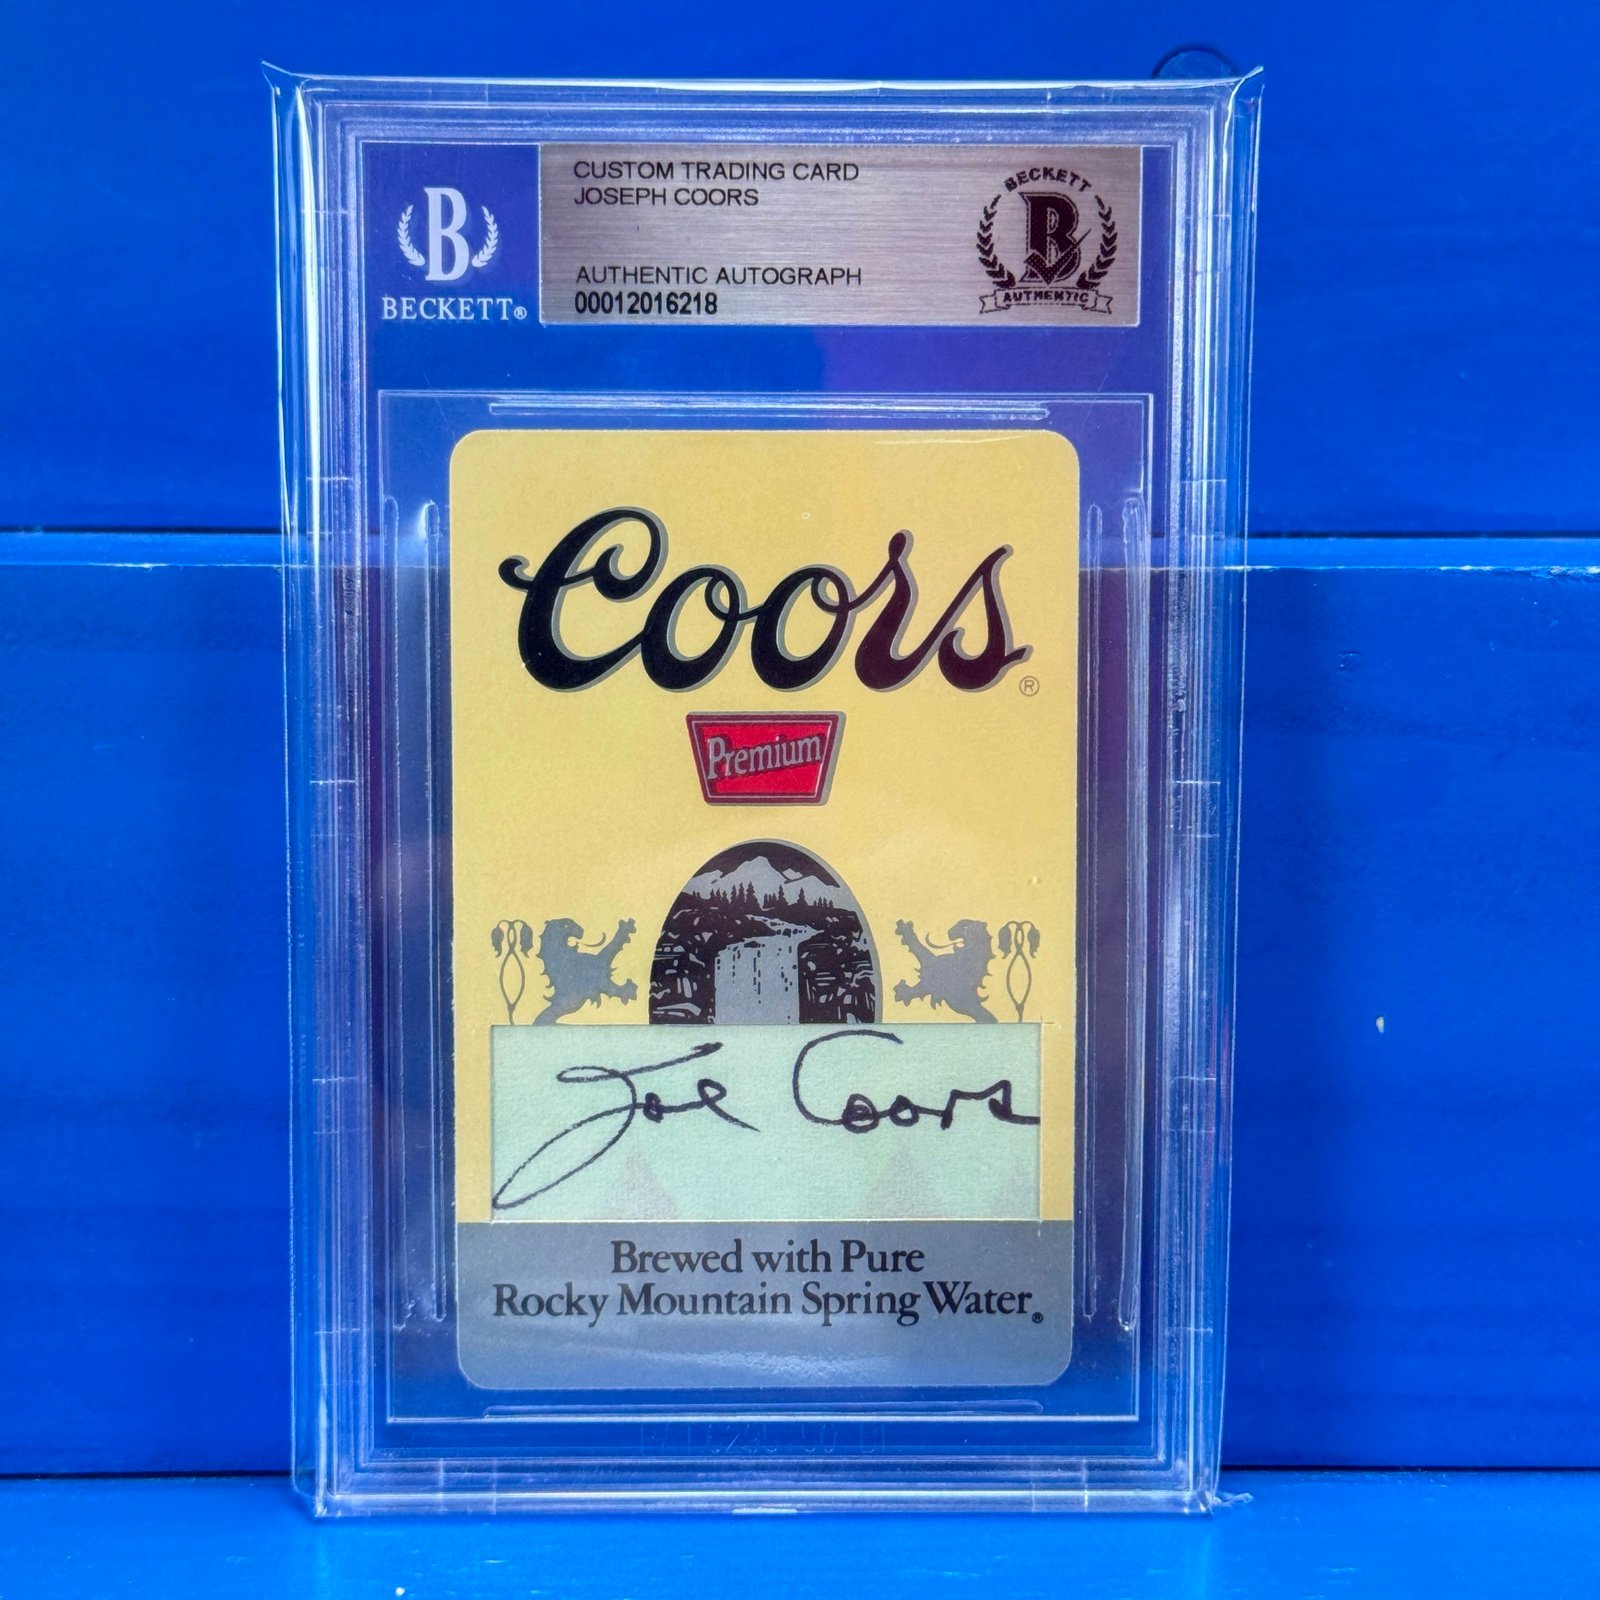 CUSTOM TRADING CARD
JOSEPH COORS
AUTHENTIC AUTOGRAPH
00012016218
B
BECKETT®
BECKETT
B
AUTHENTIC
Coors®
Premium
Joe Coors
Brewed with Pure
Rocky Mountain Spring Water®